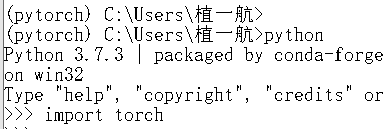 (pytorch) C:\Users\植一航>
(pytorch) C:\Users\植一航>python
Python 3.7.3 | packaged by conda-forge
on win32
Type "help", "copyright", "credits" or
>>> import torch
>>>